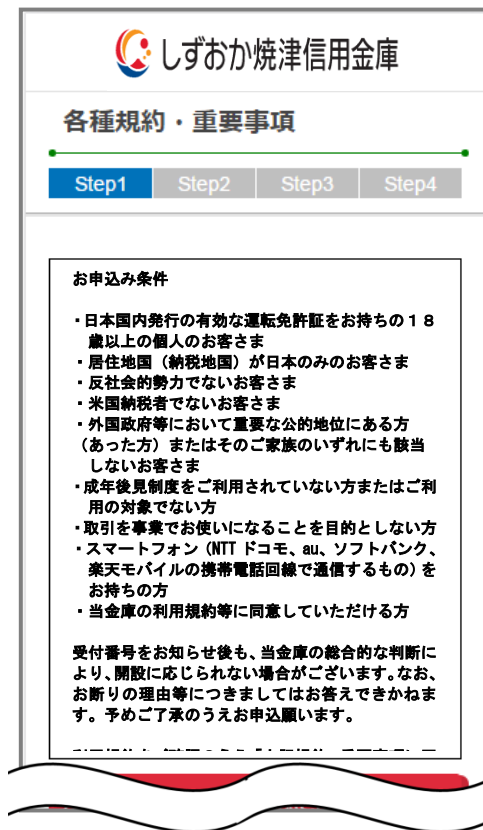 しずおか焼津信用金庫
各種規約・重要事項
Step1 Step2 Step3 Step4
お申込み条件
・日本国内発行の有効な運転免許証をお持ちの１８
歳以上の個人のお客さま
・居住地国（納税地国）が日本のみのお客さま
・反社会的勢力でないお客さま
・米国納税者でないお客さま
・外国政府等において重要な公的地位にある方
（あった方）またはそのご家族のいずれにも該当
しないお客さま
・成年後見制度をご利用されていない方またはご利
用の対象でない方
・取引を事業でお使いになることを目的としない方
・スマートフォン（NTT ドコモ、au、ソフトバンク、
楽天モバイルの携帯電話回線で通信するもの）を
お持ちの方
・当金庫の利用規約等に同意していただける方
受付番号をお知らせ後も、当金庫の総合的な判断に
より、開設に応じられない場合がございます。なお、
お断りの理由等につきましてはお答えできかねま
す。予めご了承のうえお申込願います。